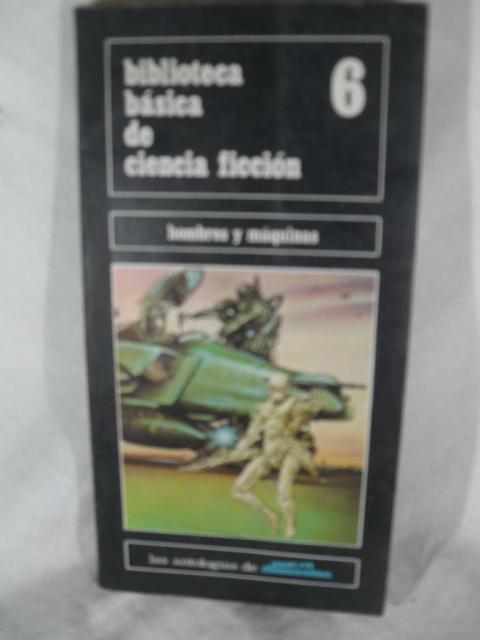 biblioteca
básica
de
ciencia ficción
6
hombres y máquinas
las antologías de